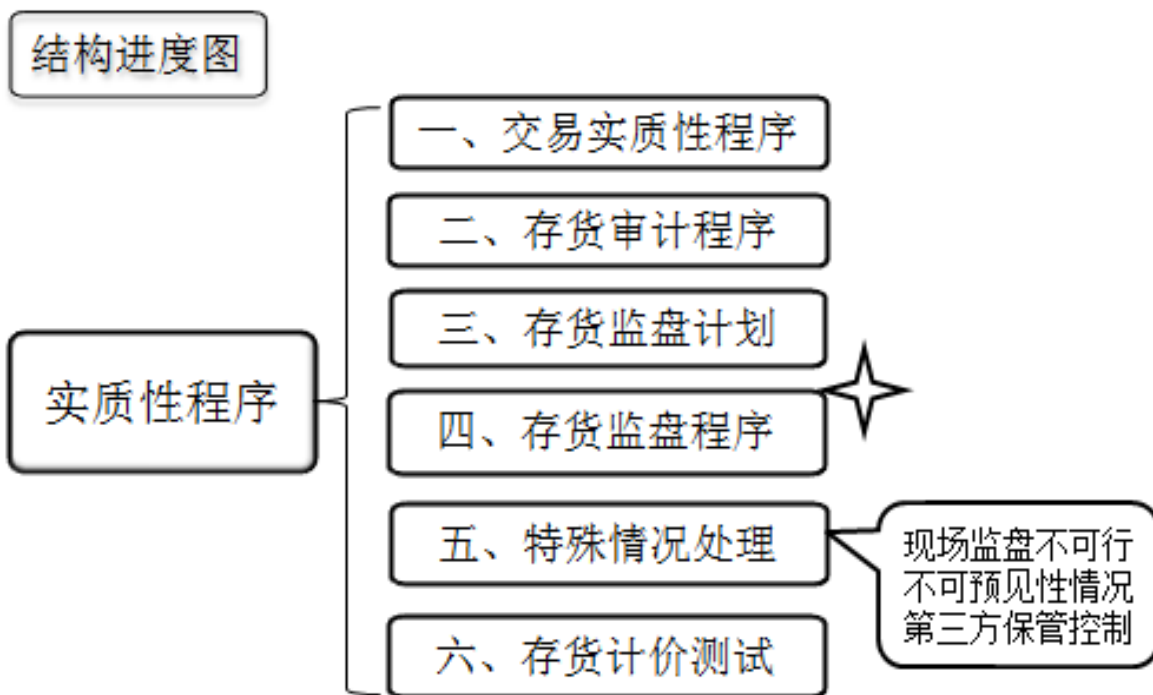 结构进度图
一、交易实质性程序
二、存货审计程序
三、存货监盘计划
实质性程序
四、存货监盘程序
五、特殊情况处理
现场监盘不可行
不可预见性情况
第三方保管控制
六、存货计价测试